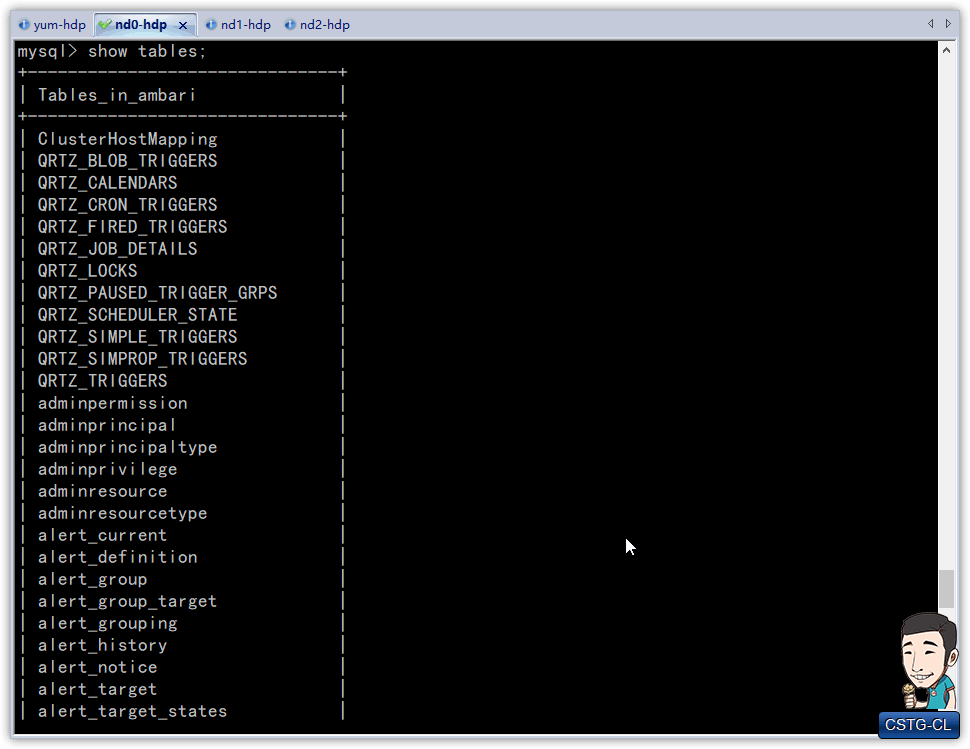 yum-hdp nd0-hdp nd1-hdp nd2-hdp
mysql> show tables;
+------------------------------+
| Tables_in_ambari |
+------------------------------+
| ClusterHostMapping |
| QRTZ_BLOB_TRIGGERS |
| QRTZ_CALENDARS |
| QRTZ_CRON_TRIGGERS |
| QRTZ_FIRED_TRIGGERS |
| QRTZ_JOB_DETAILS |
| QRTZ_LOCKS |
| QRTZ_PAUSED_TRIGGER_GRPS |
| QRTZ_SCHEDULER_STATE |
| QRTZ_SIMPLE_TRIGGERS |
| QRTZ_SIMPROP_TRIGGERS |
| QRTZ_TRIGGERS |
| adminpermission |
| adminprincipal |
| adminprincipaltype |
| adminprivilege |
| adminresource |
| adminresourcetype |
| alert_current |
| alert_definition |
| alert_group |
| alert_group_target |
| alert_grouping |
| alert_history |
| alert_notice |
| alert_target |
| alert_target_states |
CSTG-CL